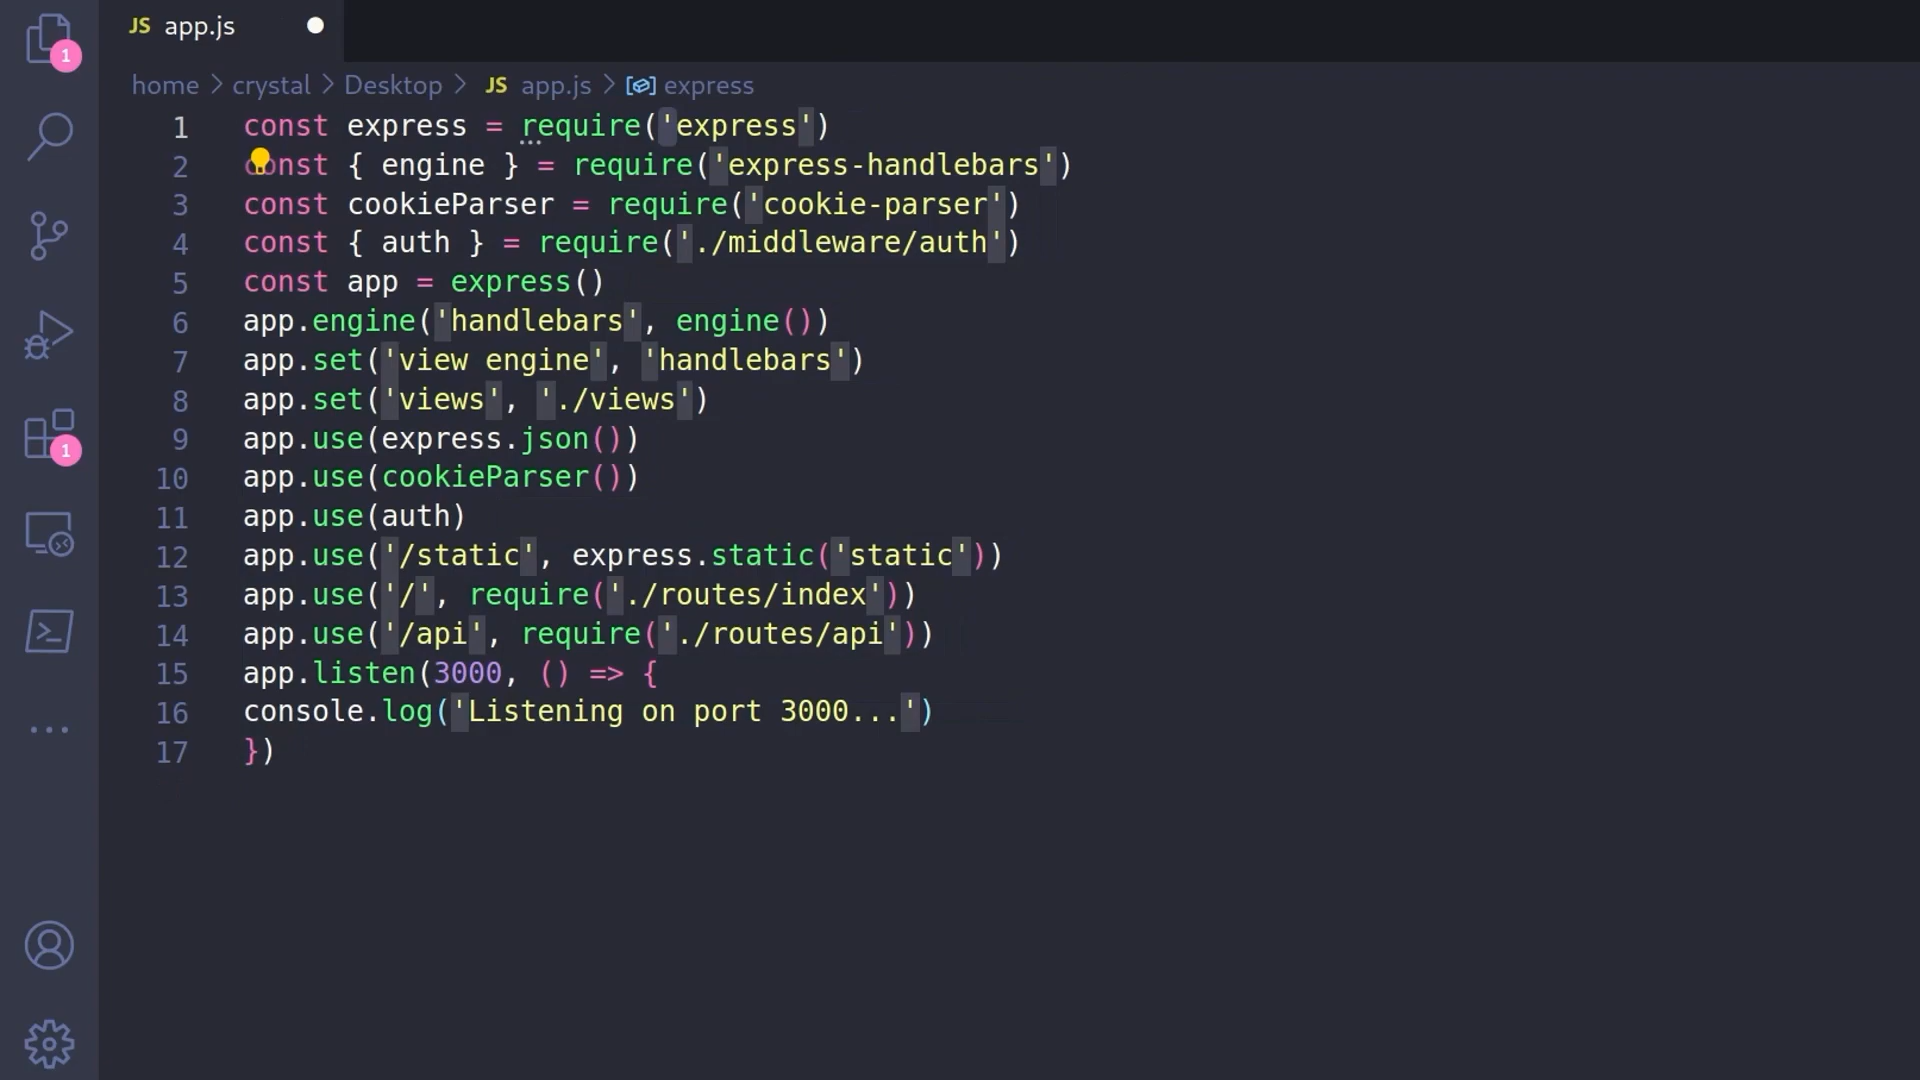 JS app.js
1
home > crystal > Desktop > JS app.js > express
1 const express = require('express')
2 const { engine } = require('express-handlebars')
3 const cookieParser = require('cookie-parser')
4 const { auth } = require('./middleware/auth')
5 const app = express()
6 app.engine('handlebars', engine())
7 app.set('view engine', 'handlebars')
8 app.set('views', './views')
9 app.use(express.json())
1
10 app.use(cookieParser())
11 app.use(auth)
12 app.use('/static', express.static('static'))
13 app.use('/', require('./routes/index'))
14 app.use('/api', require('./routes/api'))
15 app.listen(3000, () => {
16 console.log('Listening on port 3000...')
17 })